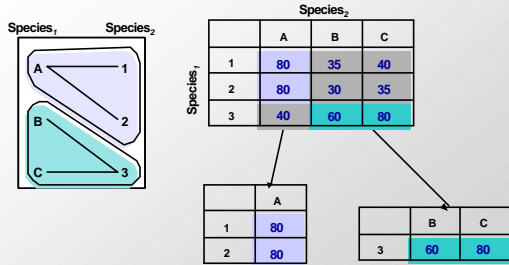 Species1 Species2
A 1
2
B
C 3
Species2
Species1
A B C
1 80 35 40
2 80 30 35
3 40 60 80
A
1 80
2 80
B C
3 60 80